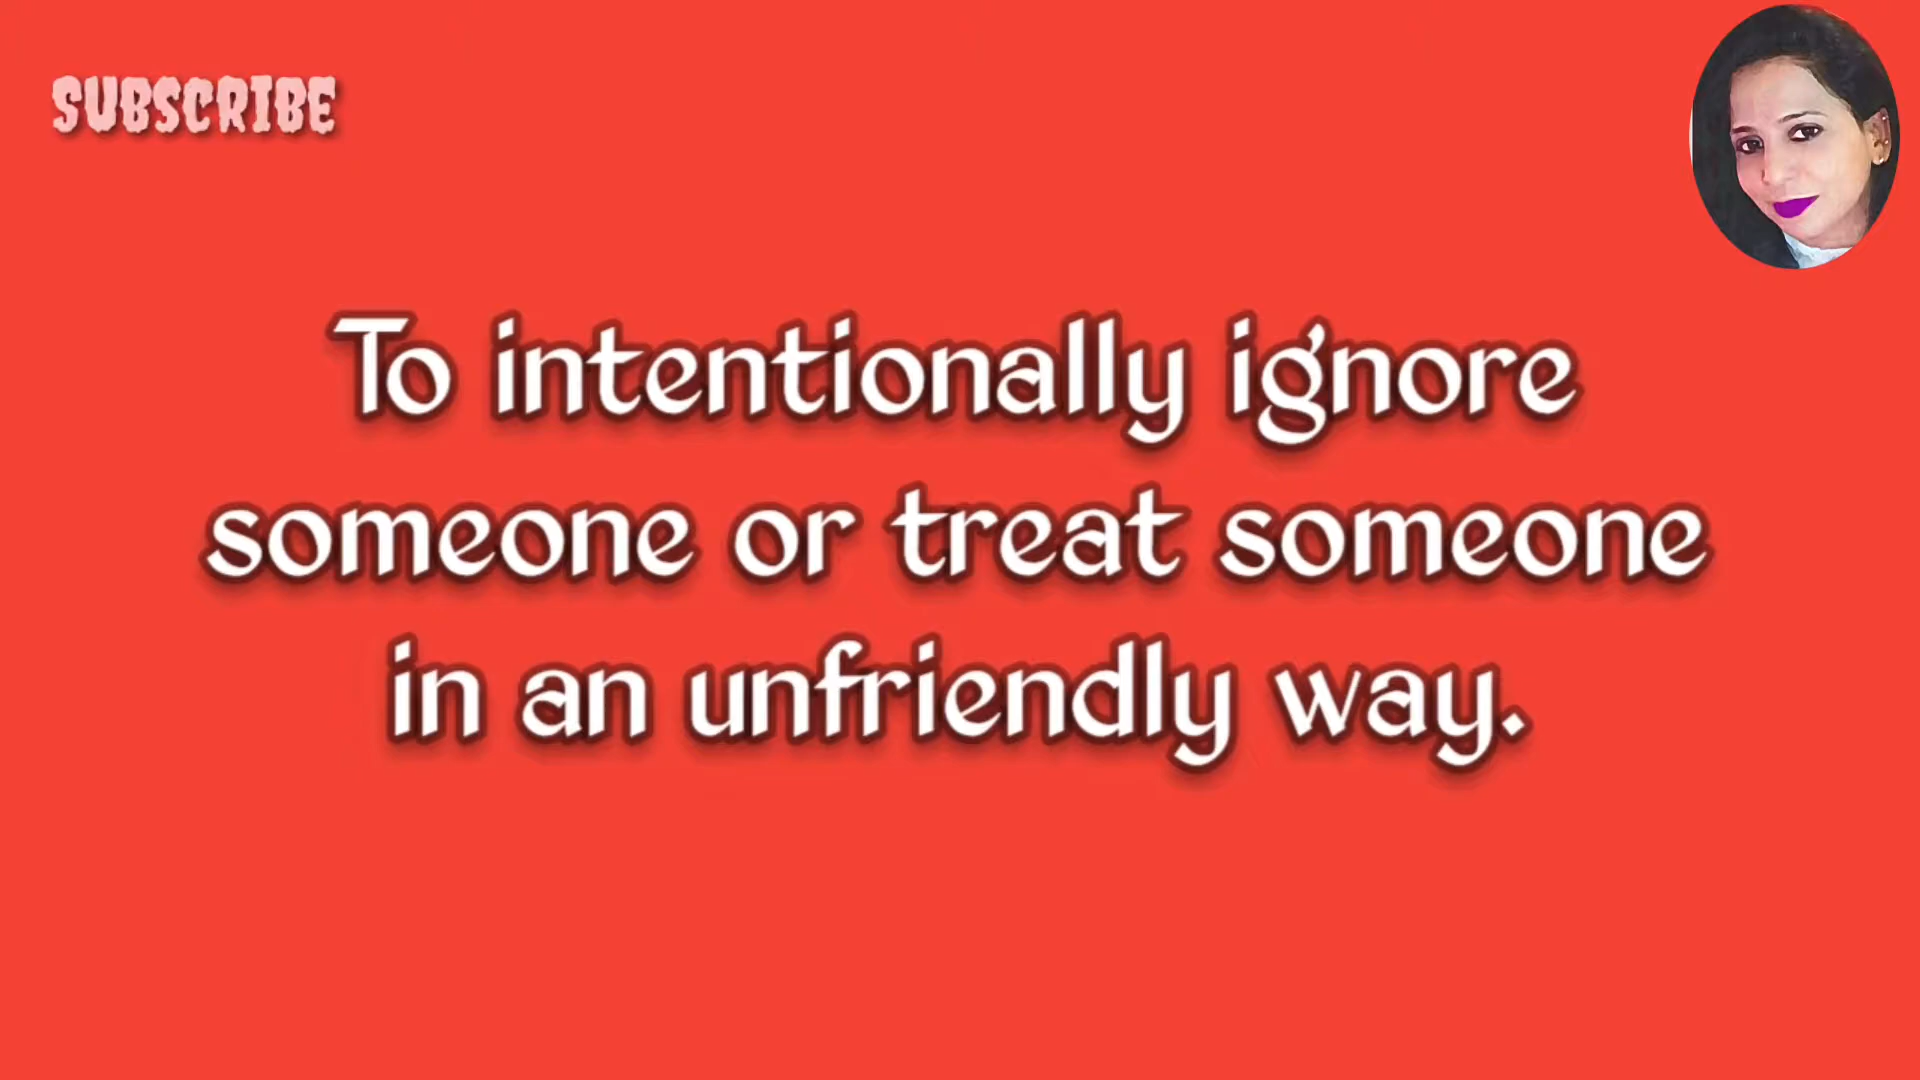 SUBSCRIBE
To intentionally ignore
someone or treat someone
in an unfriendly way.